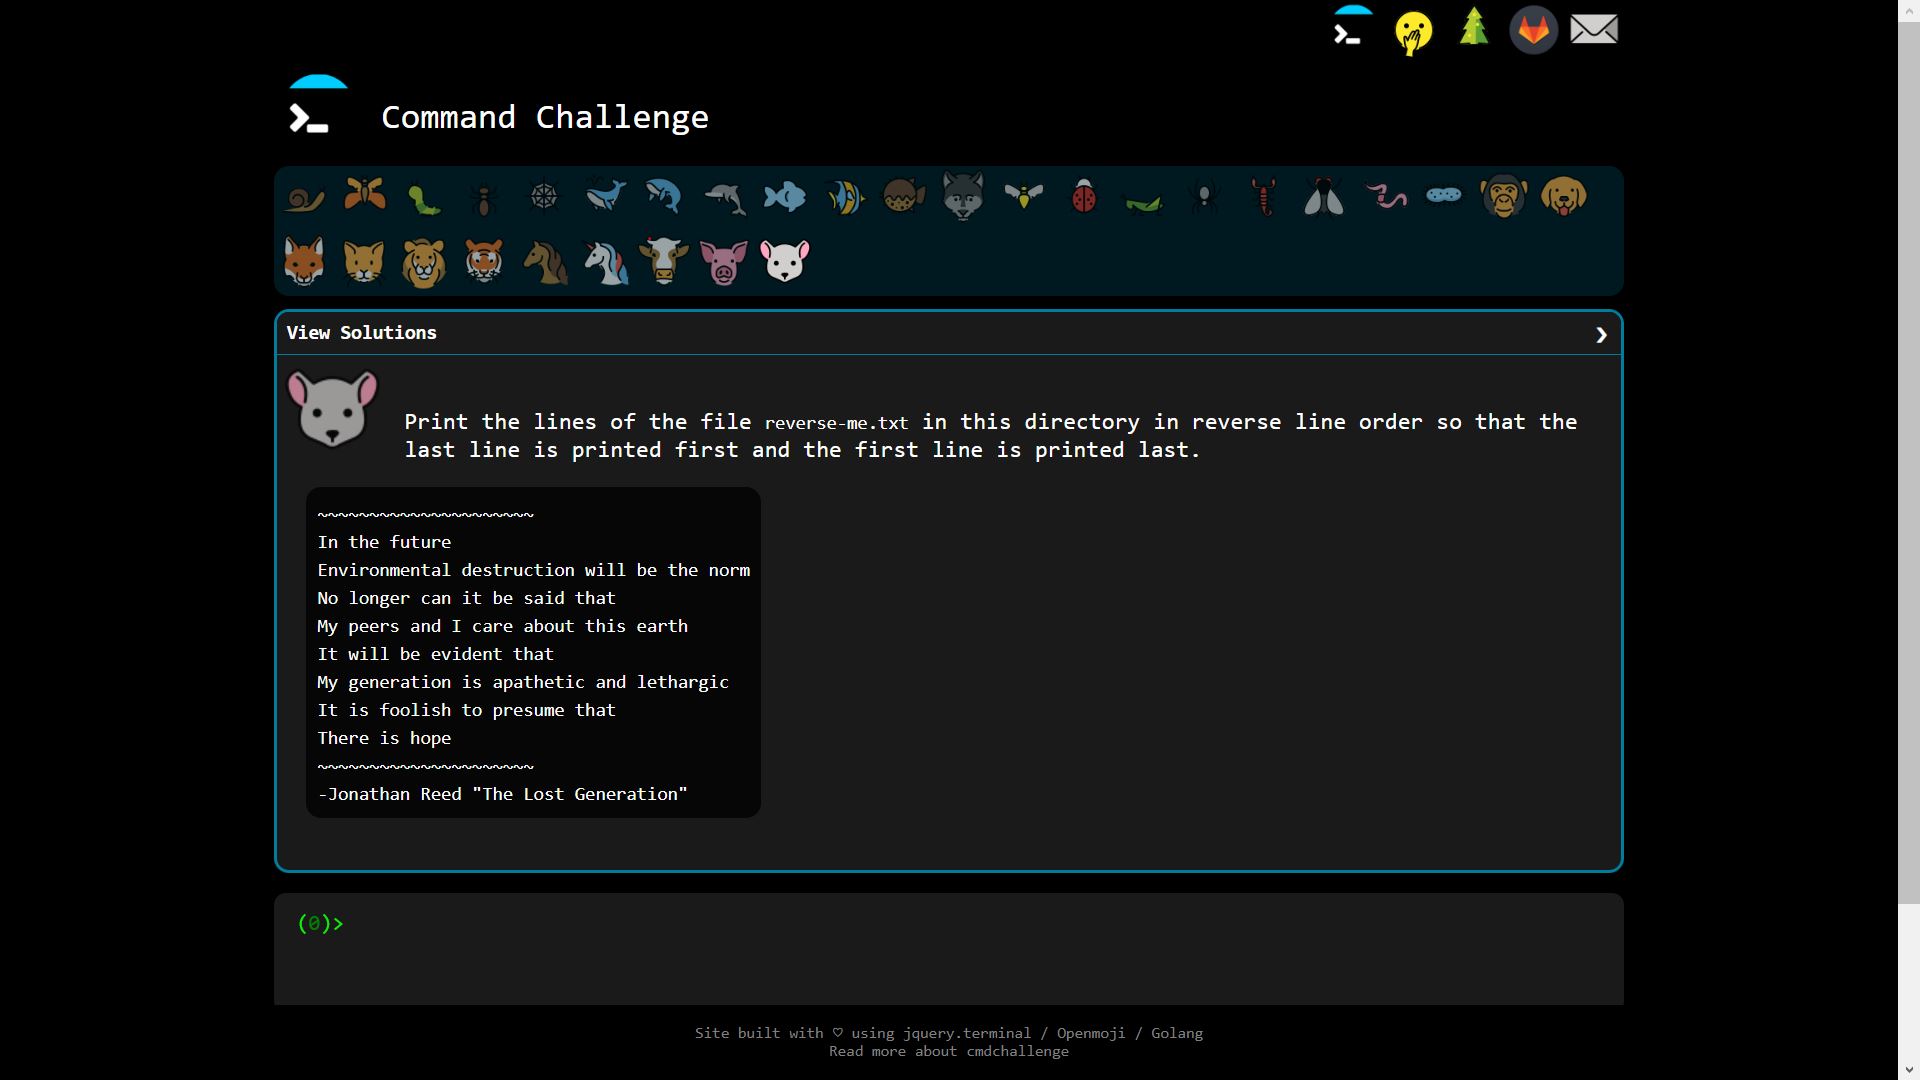 Command Challenge
View Solutions
Print the lines of the file reverse-me.txt in this directory in reverse line order so that the
last line is printed first and the first line is printed last.
~~~~~~~~~~~~~~~~~~~~~
In the future
Environmental destruction will be the norm
No longer can it be said that
My peers and I care about this earth
It will be evident that
My generation is apathetic and lethargic
It is foolish to presume that
There is hope
~~~~~~~~~~~~~~~~~~~~~
-Jonathan Reed "The Lost Generation"
(0)>
Site built with ♡ using jquery.terminal / Openmoji / Golang
Read more about cmdchallenge